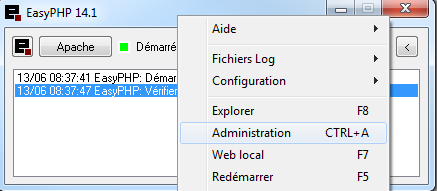 EasyPHP 14.1
Apache
Démarré
<
13/06 08:37:41 EasyPHP: Démar
13/06 08:37:47 EasyPHP: Vérifier
Aide
Fichiers Log
Configuration
Explorer F8
Administration CTRL+A
Web local F7
Redémarrer F5